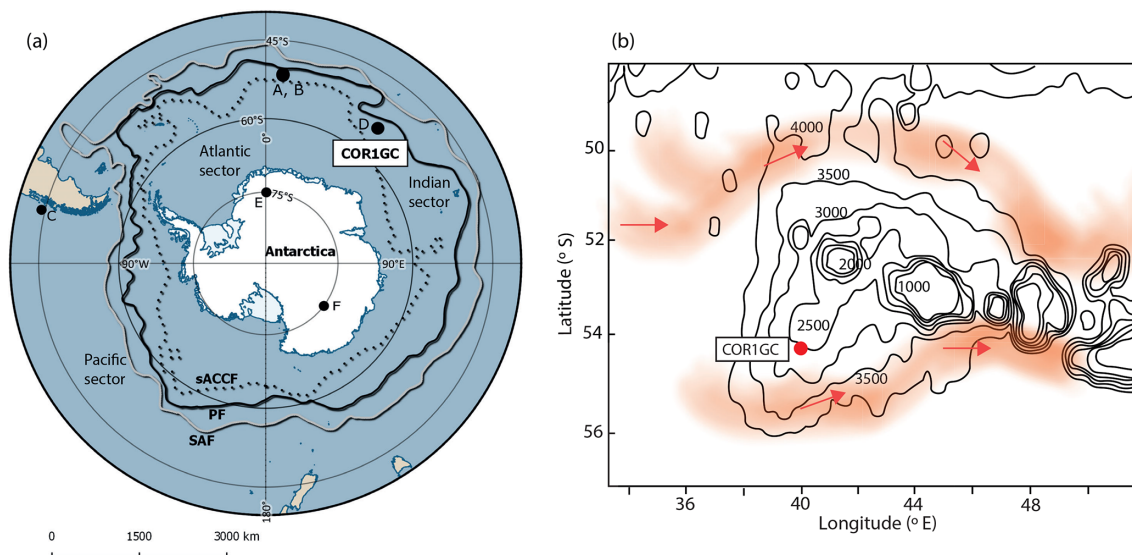 (a)
45°S
A, B
60°S
D
COR1GC
0°
Atlantic
sector
Indian
sector
E
75°S
C
Antarctica
90°W
90°E
F
Pacific
sector
sACCF
PF
SAF
180°
0 1500 3000 km
(b)
50
52
54
56
Latitude (° S)
4000
3500
3000
2000
1000
2500
COR1GC
3500
36 40 44 48
Longitude (° E)